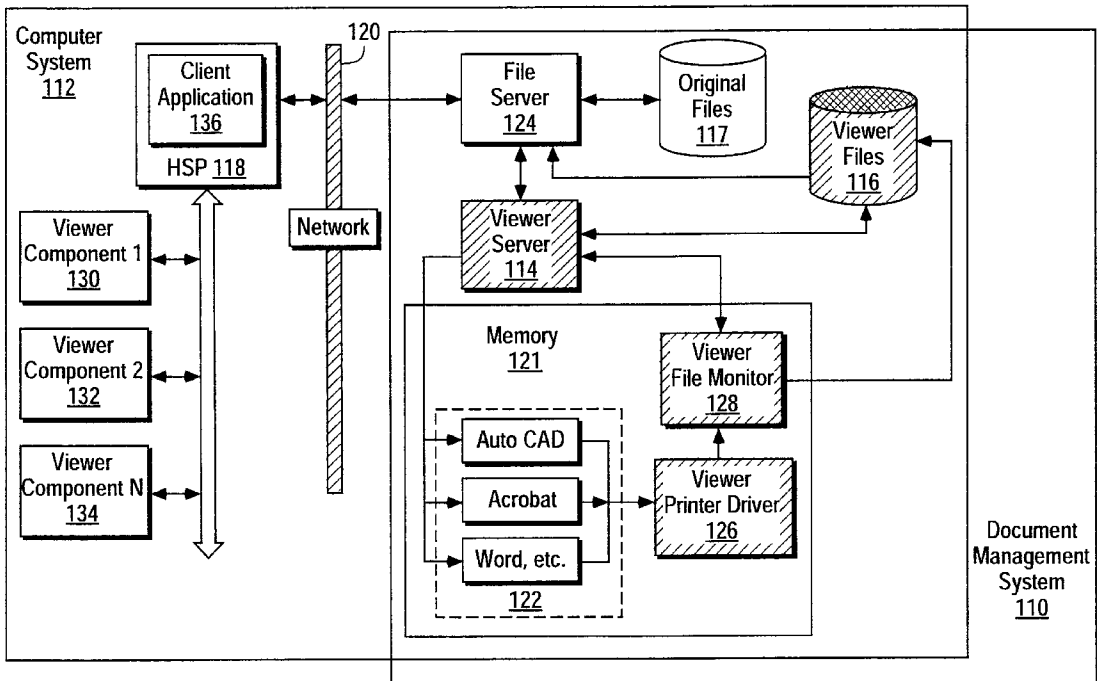 Computer
System
112
Client
Application
136
HSP 118
120
Network
File
Server
124
Original
Files
117
Viewer
Files
116
Viewer
Server
114
Viewer
Component 1
130
Viewer
Component 2
132
Viewer
Component N
134
Memory
121
Viewer
File Monitor
128
Auto CAD
Acrobat
Word, etc.
122
Viewer
Printer Driver
126
Document
Management
System
110